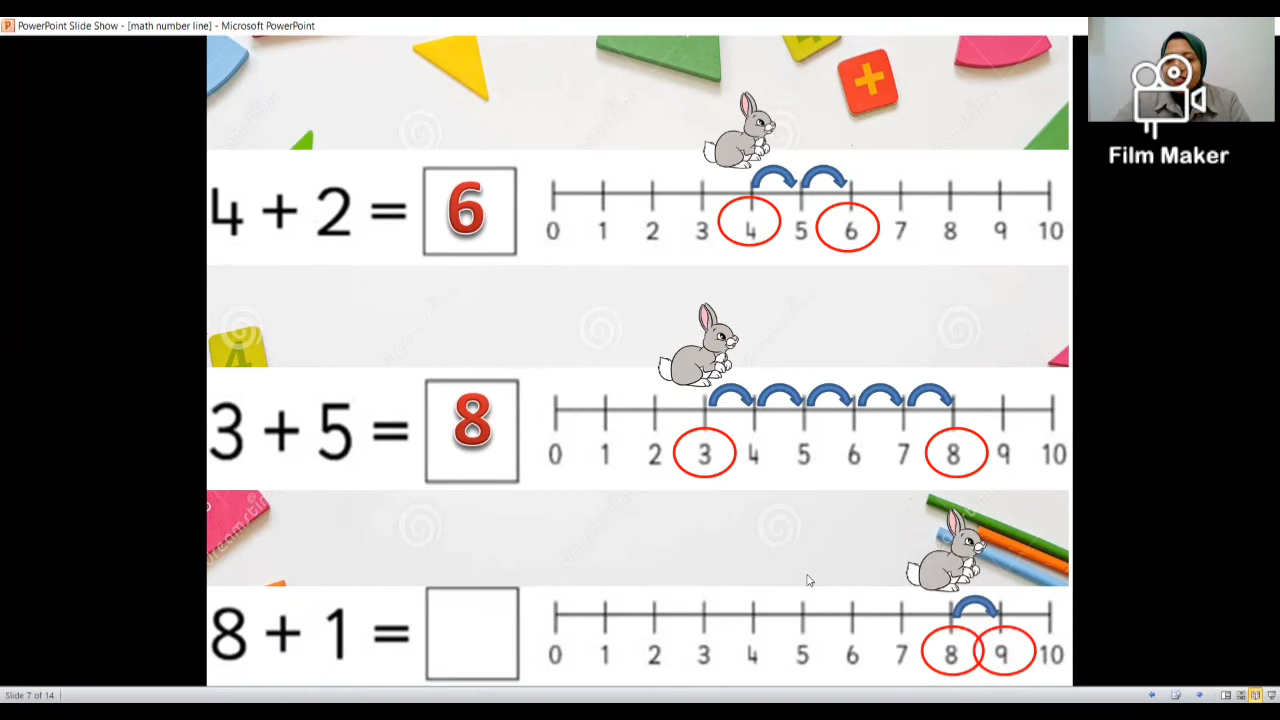 PowerPoint Slide Show - [math number line] - Microsoft PowerPoint
Film Maker
4 + 2 = 6
0 1 2 3 4 5 6 7 8 9 10
4
3 + 5 = 8
0 1 2 3 4 5 6 7 8 9 10
dreamstime
8 + 1 =
0 1 2 3 4 5 6 7 8 9 10
Slide 7 of 14